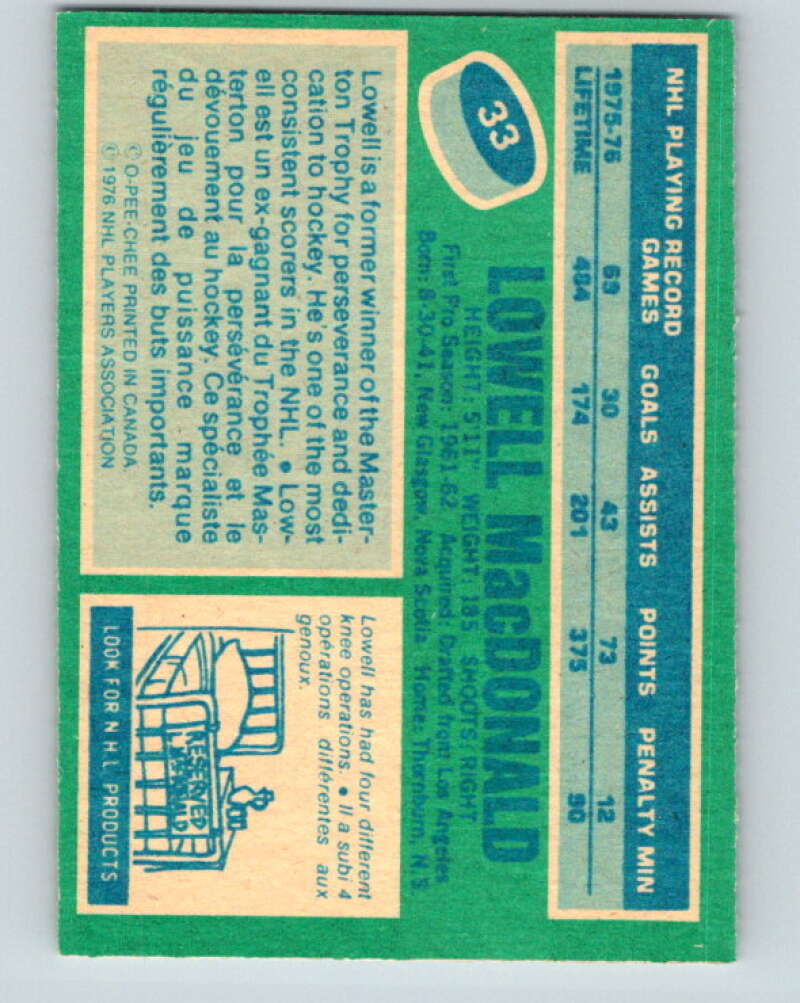 NHL PLAYING RECORD
GAMES GOALS ASSISTS POINTS PENALTY MIN
1975-76 69 30 43 73 12
LIFETIME 484 174 201 375 90
33
LOWELL MacDONALD
HEIGHT: 5'11" WEIGHT: 185 SHOOTS: RIGHT
First Pro Season: 1961-62 Acquired: Drafted from Los Angeles
Born: 8-30-41, New Glasgow, Nova Scotia Home: Thornburn, N.S.
Lowell is a former winner of the Master-
ton Trophy for perseverance and dedi-
cation to hockey. He's one of the most
consistent scorers in the NHL. • Low-
ell est un ex-gagnant du Trophée Mas-
terton pour la persévérance et le
dévouement au hockey. Ce spécialiste
du jeu de puissance marque
régulièrement des buts importants.
© O-PEE-CHEE PRINTED IN CANADA
© 1976 NHL PLAYERS ASSOCIATION
Lowell has had four different
knee operations. • Il a subi 4
opérations différentes aux
genoux.
RESERVED
L. MACDONALD
LOOK FOR N H L PRODUCTS